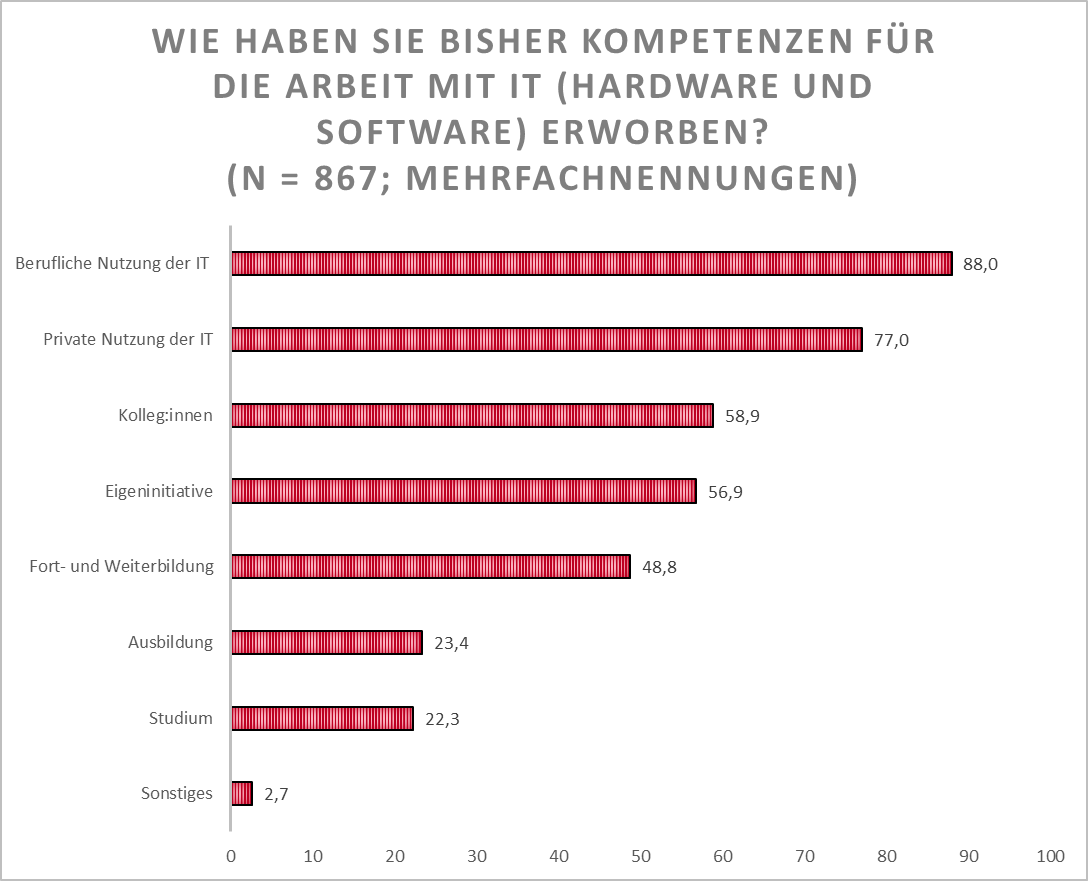 WIE HABEN SIE BISHER KOMPETENZEN FÜR
DIE ARBEIT MIT IT (HARDWARE UND
SOFTWARE) ERWORBEN?
(N = 867; MEHRFACHNENNUNGEN)
Berufliche Nutzung der IT 88,0
Private Nutzung der IT 77,0
Kolleg:innen 58,9
Eigeninitiative 56,9
Fort- und Weiterbildung 48,8
Ausbildung 23,4
Studium 22,3
Sonstiges 2,7
0 10 20 30 40 50 60 70 80 90 100